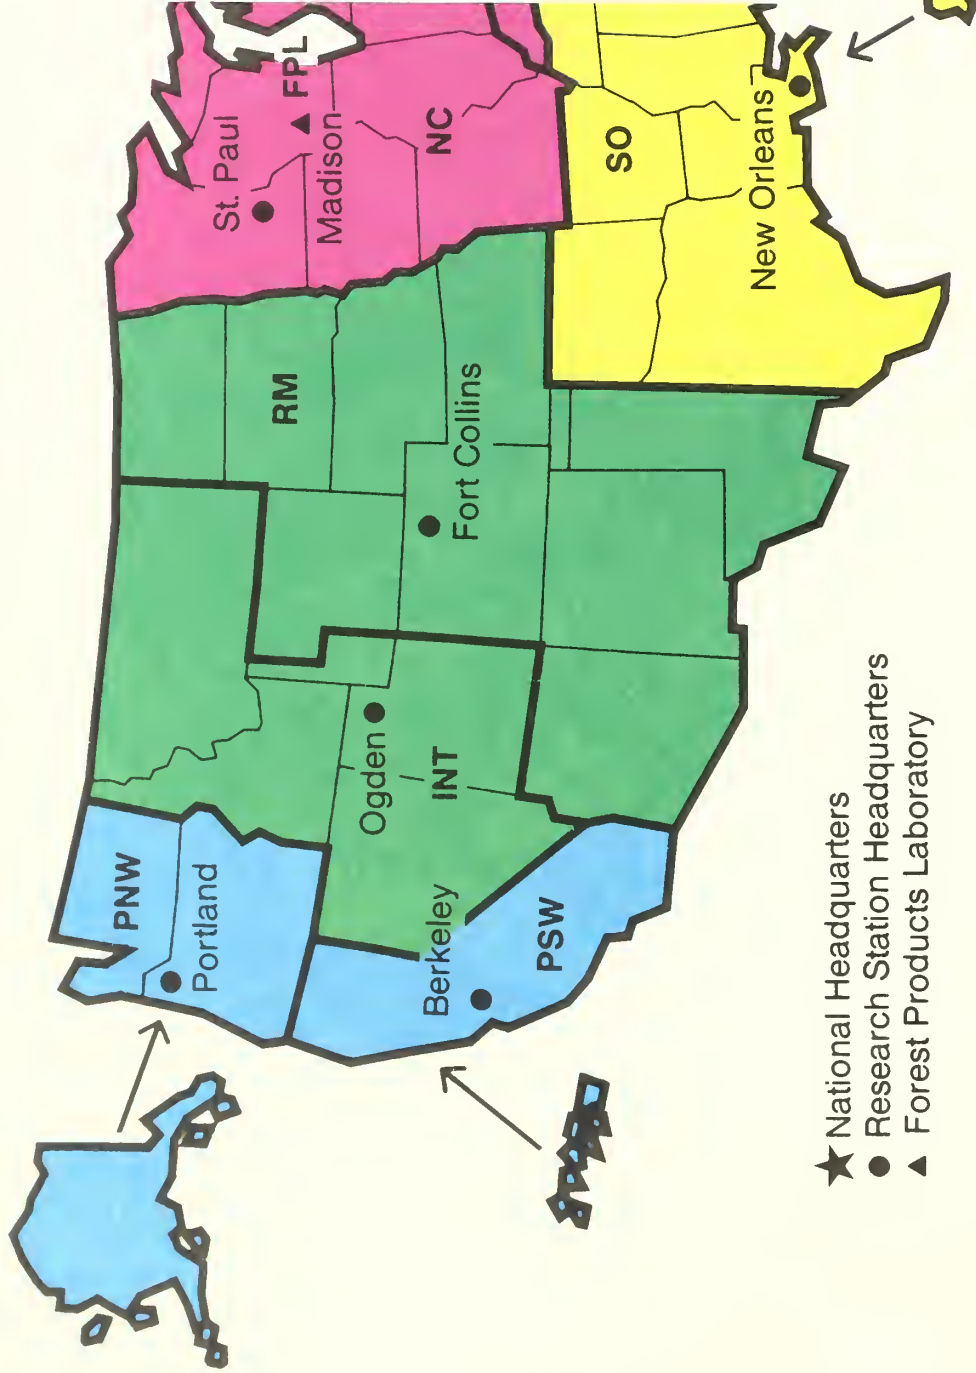 PNW
Portland
Berkeley
PSW
Ogden
INT
Fort Collins
RM
St. Paul
FPL
Madison
NC
SO
New Orleans
National Headquarters
Research Station Headquarters
Forest Products Laboratory